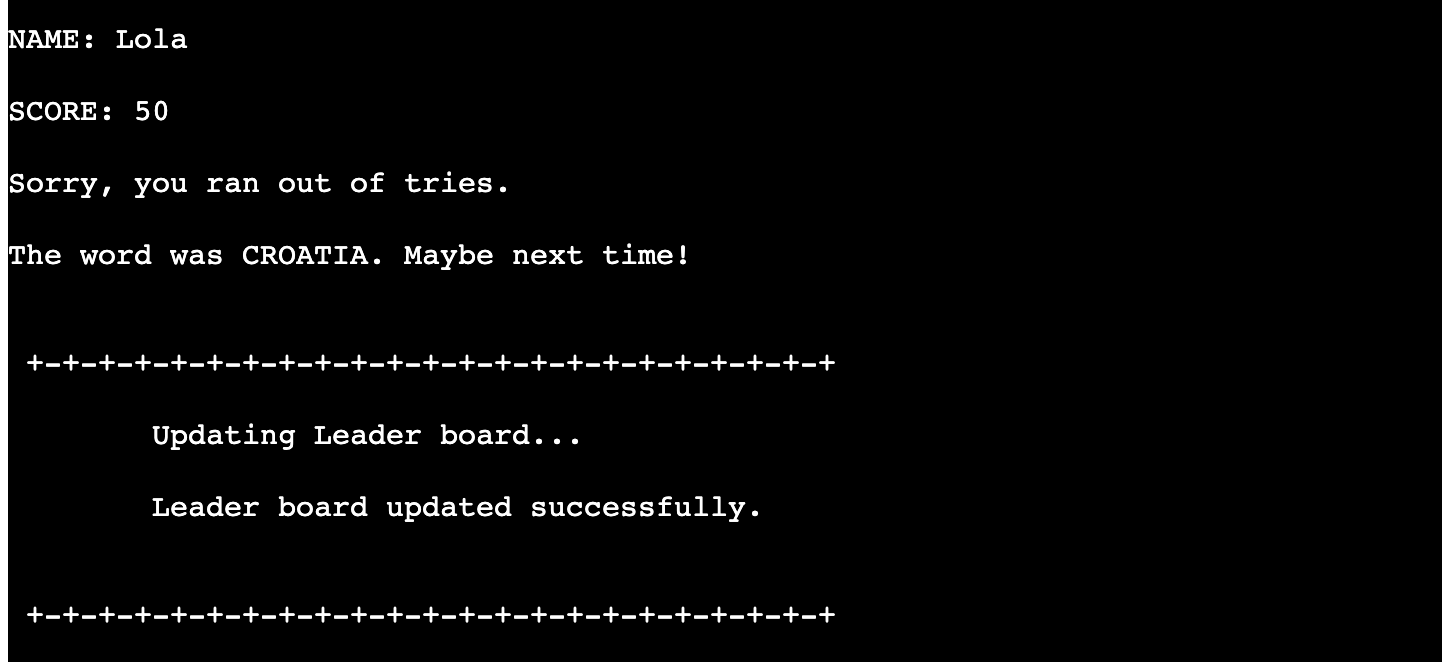 NAME: Lola
SCORE: 50
Sorry, you ran out of tries.
The word was CROATIA. Maybe next time!
+-+-+-+-+-+-+-+-+-+-+-+-+-+-+-+-+-+-+-+-+-+-+
Updating Leader board...
Leader board updated successfully.
+-+-+-+-+-+-+-+-+-+-+-+-+-+-+-+-+-+-+-+-+-+-+